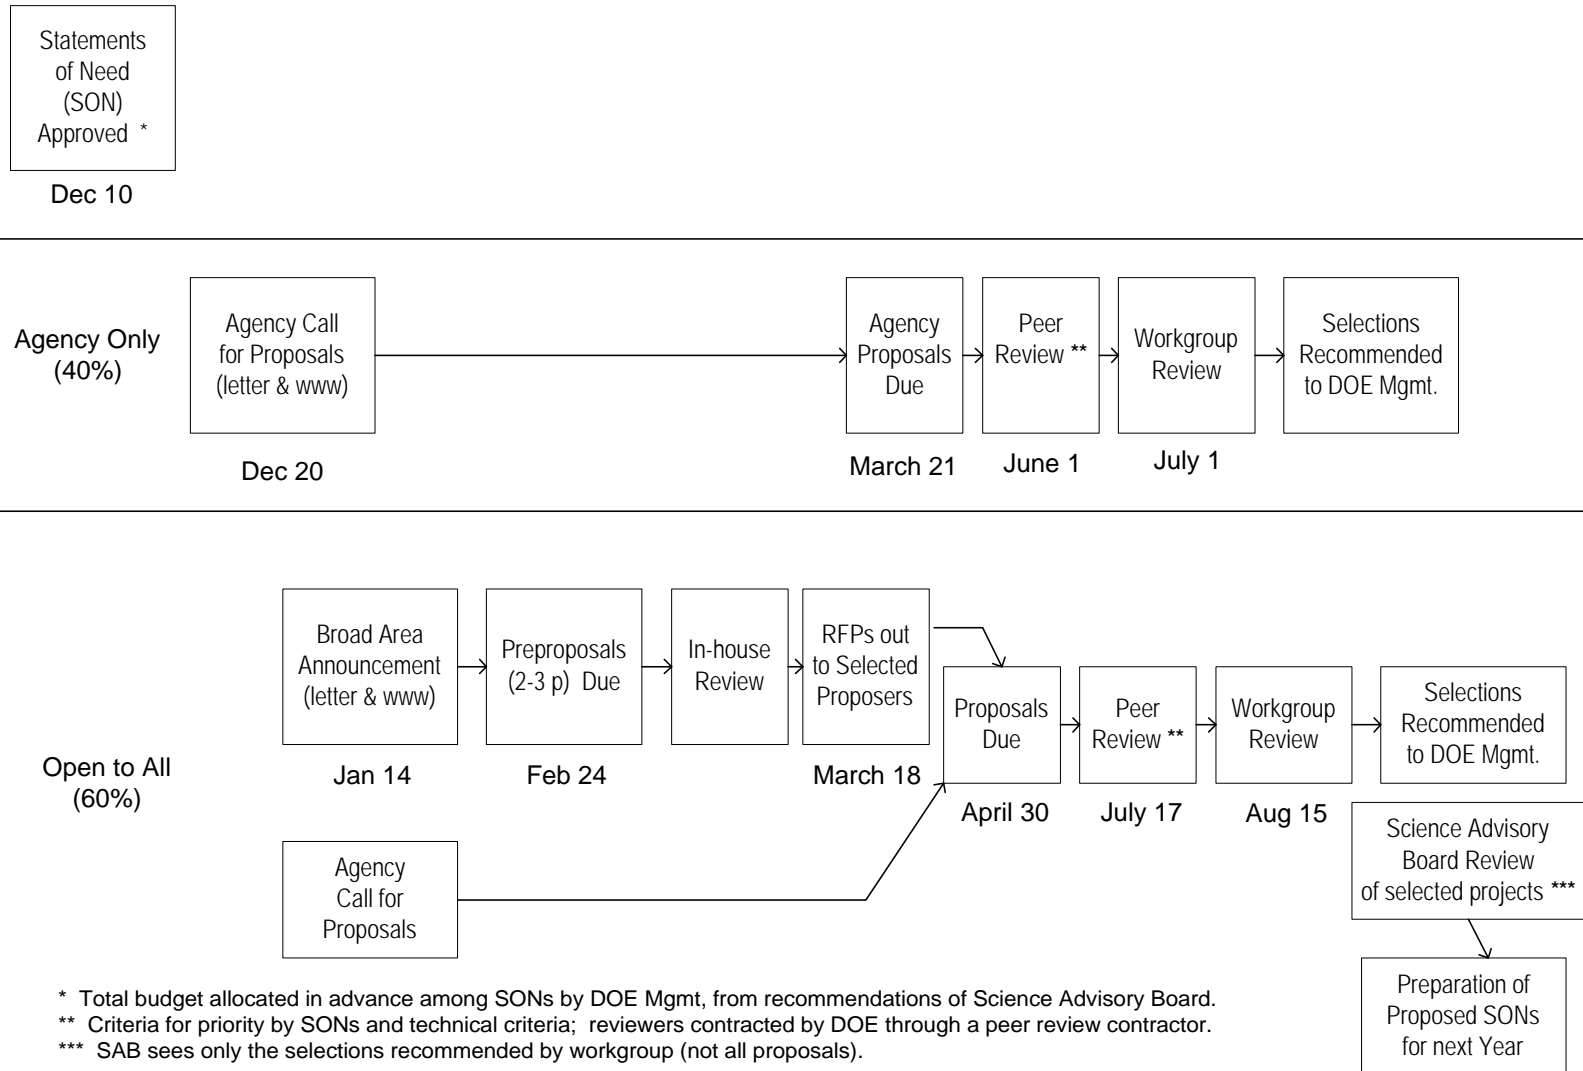 Statements
of Need
(SON)
Approved *
Dec 10
Agency Only
(40%)
Agency Call
for Proposals
(letter & www)
Dec 20
Agency
Proposals
Due
March 21
Peer
Review **
June 1
Workgroup
Review
July 1
Selections
Recommended
to DOE Mgmt.
Open to All
(60%)
Broad Area
Announcement
(letter & www)
Jan 14
Preproposals
(2-3 p) Due
Feb 24
In-house
Review
RFPs out
to Selected
Proposers
March 18
Proposals
Due
April 30
Peer
Review **
July 17
Workgroup
Review
Aug 15
Selections
Recommended
to DOE Mgmt.
Agency
Call for
Proposals
Science Advisory
Board Review
of selected projects ***
Preparation of
Proposed SONs
for next Year
* Total budget allocated in advance among SONs by DOE Mgmt, from recommendations of Science Advisory Board.
** Criteria for priority by SONs and technical criteria; reviewers contracted by DOE through a peer review contractor.
*** SAB sees only the selections recommended by workgroup (not all proposals).